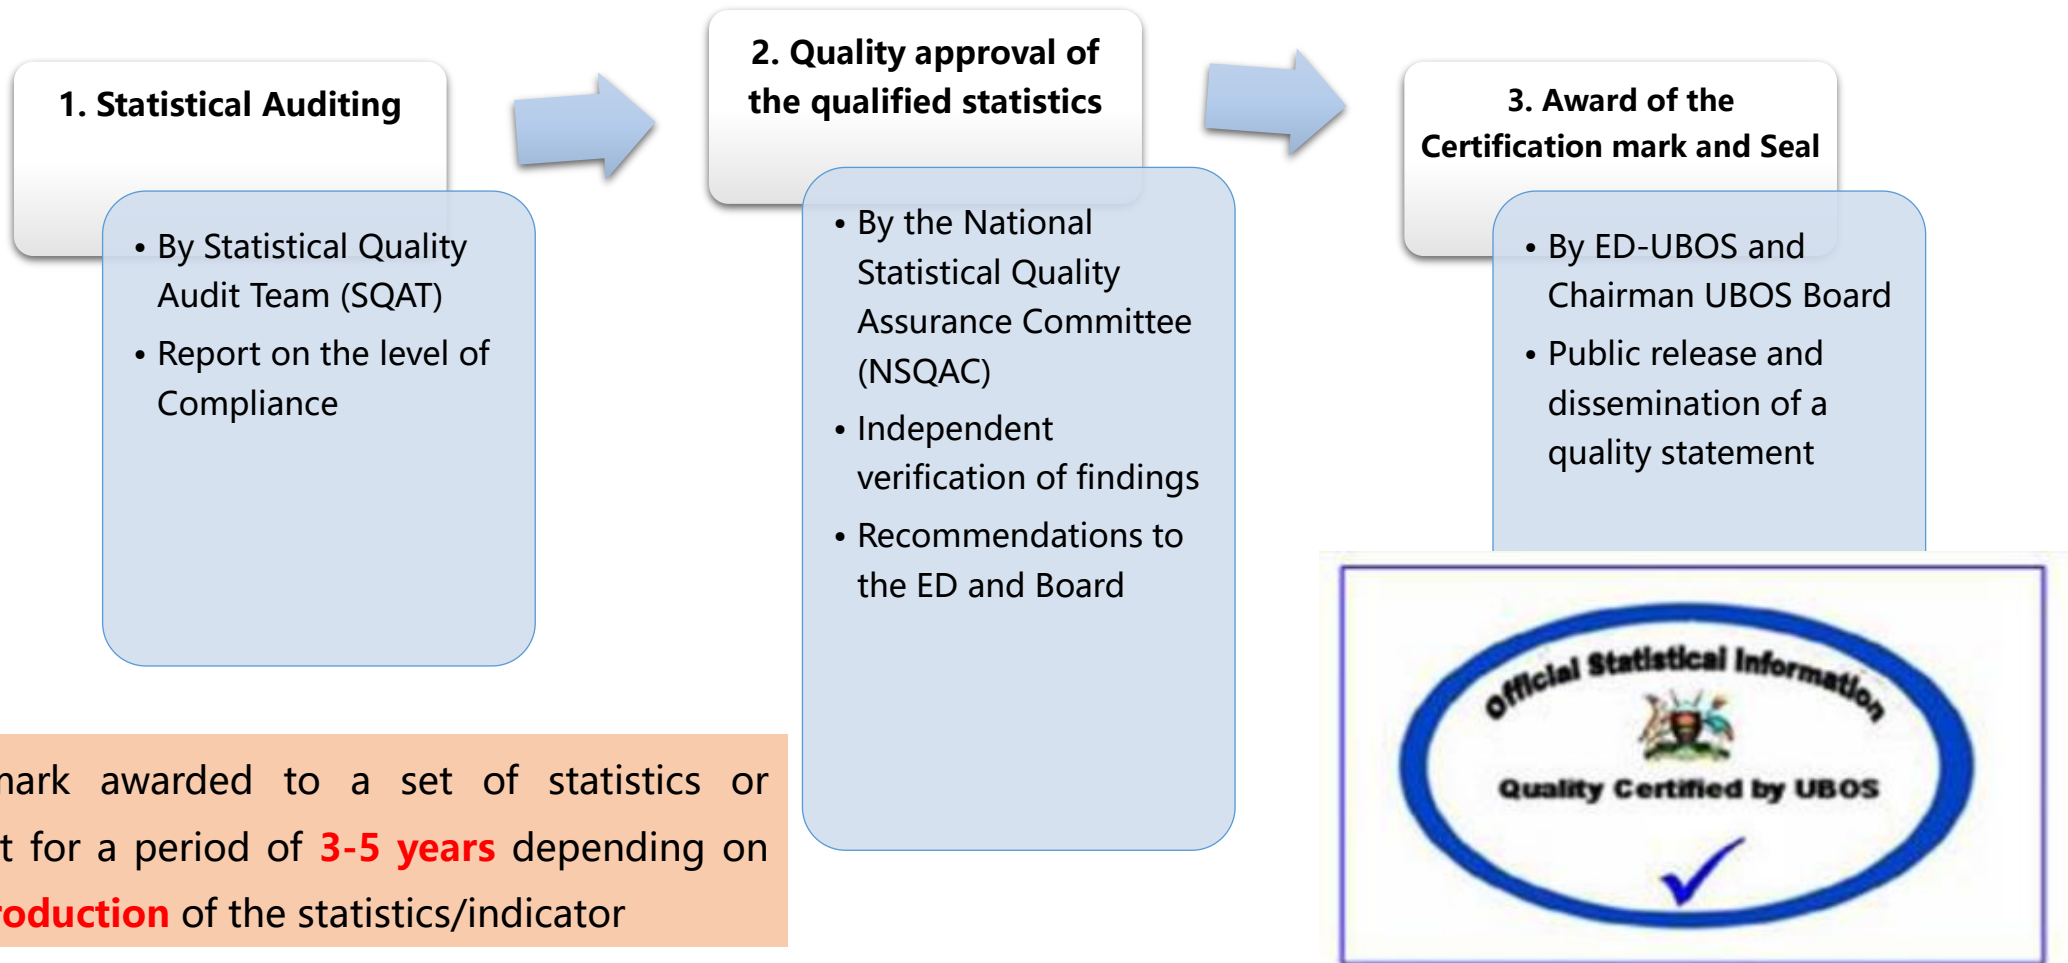 1. Statistical Auditing
• By Statistical Quality
Audit Team (SQAT)
• Report on the level of
Compliance
2. Quality approval of
the qualified statistics
• By the National
Statistical Quality
Assurance Committee
(NSQAC)
• Independent
verification of findings
• Recommendations to
the ED and Board
3. Award of the
Certification mark and Seal
• By ED-UBOS and
Chairman UBOS Board
• Public release and
dissemination of a
quality statement
awarded to a set of statistics or
for a period of 3-5 years depending on
of the statistics/indicator
Official Statistical Information
Quality Certified by UBOS